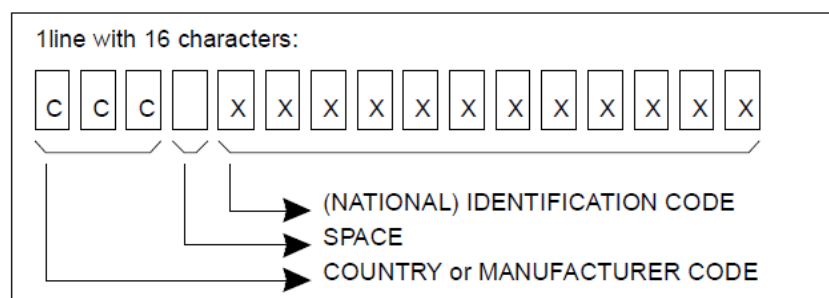 1line with 16 characters:
C C C X X X X X X X X X X X X
(NATIONAL) IDENTIFICATION CODE
SPACE
COUNTRY or MANUFACTURER CODE